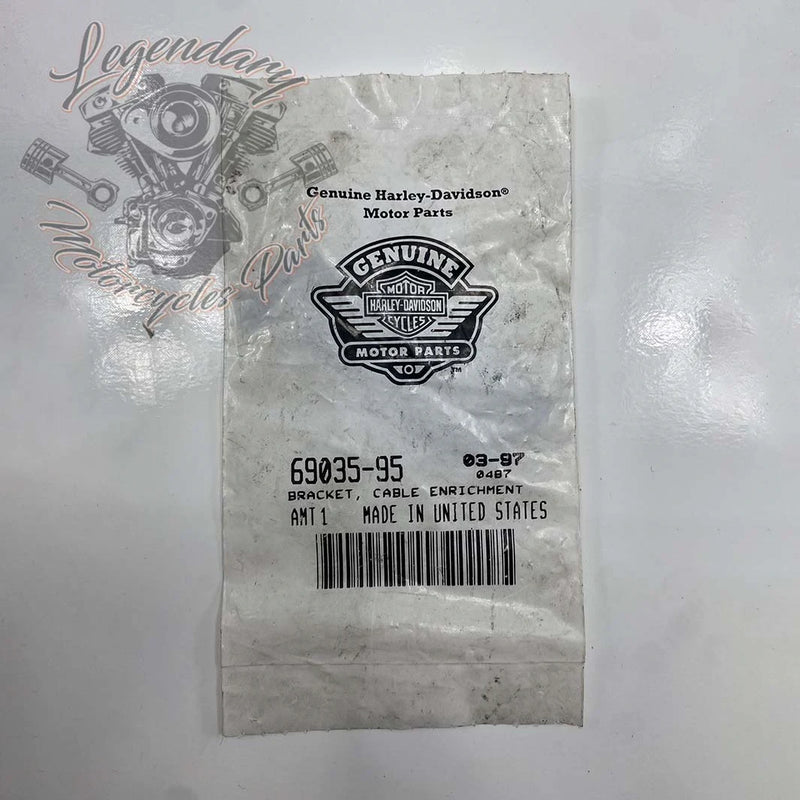 Legendary
Motorcycles Parts
Genuine Harley-Davidson®
Motor Parts
GENUINE
MOTOR
HARLEY-DAVIDSON
CYCLES
MOTOR PARTS
TM
69035-95 03-97
0487
BRACKET, CABLE ENRICHMENT
AMT 1 MADE IN UNITED STATES